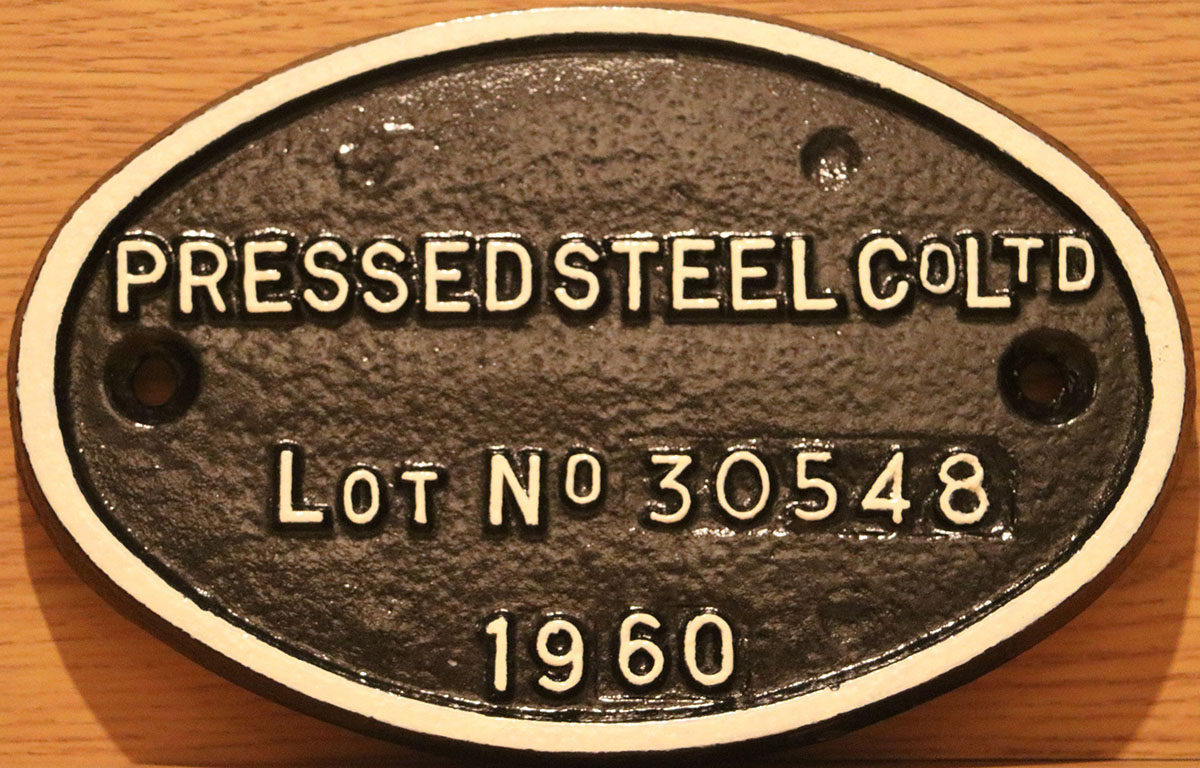 PRESSED STEEL Co LTD
LOT No 30548
1960